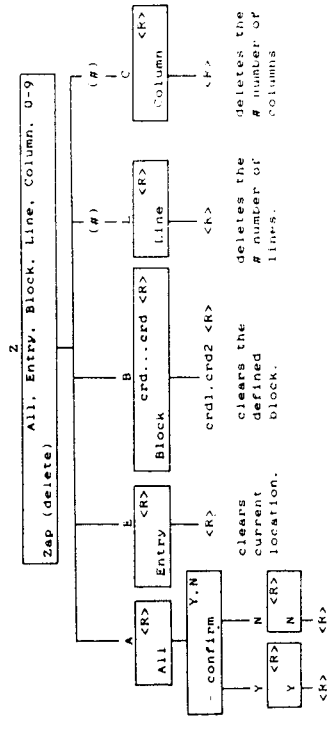 Z
All, Entry, Block, Line, Column, 0-9
Zap (delete)
A
E
B
(#)
L
(#)
C
<R>
All
<R>
Entry
crd...crd <R>
Block
<R>
Line
<R>
Column
Y,N
- confirm
<R>
crd1.crd2 <R>
<R>
<R>
clears
current
location.
clears the
defined
block.
deletes the
# number of
lines.
deletes the
# number of
columns
Y
N
<R>
Y
<R>
N
<R>
<R>